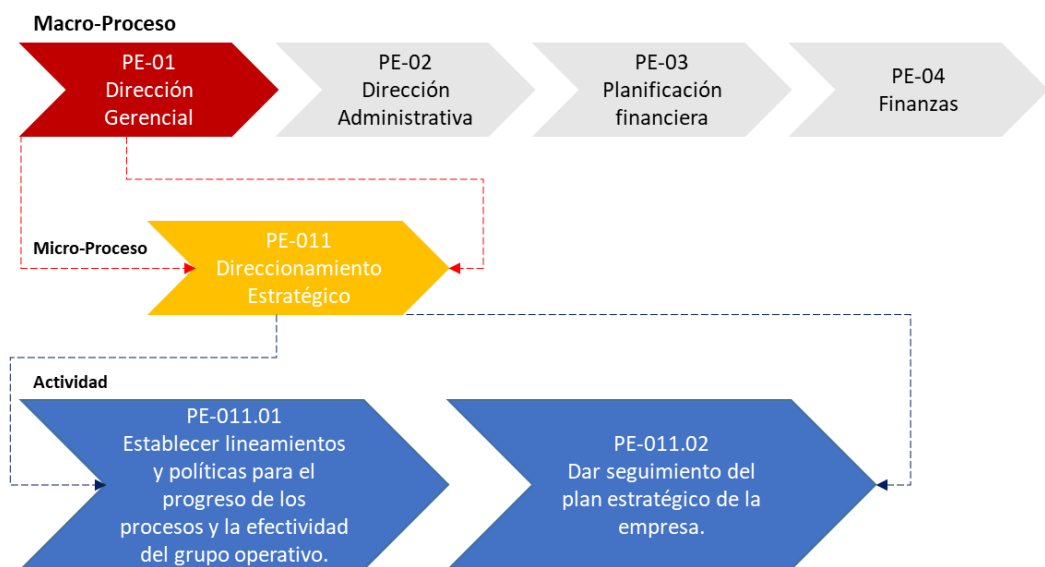 Macro-Proceso
PE-01
Dirección
Gerencial
PE-02
Dirección
Administrativa
PE-03
Planificación
financiera
PE-04
Finanzas
Micro-Proceso
PE-011
Direccionamiento
Estratégico
Actividad
PE-011.01
Establecer lineamientos
y políticas para el
progreso de los
procesos y la efectividad
del grupo operativo.
PE-011.02
Dar seguimiento del
plan estratégico de la
empresa.